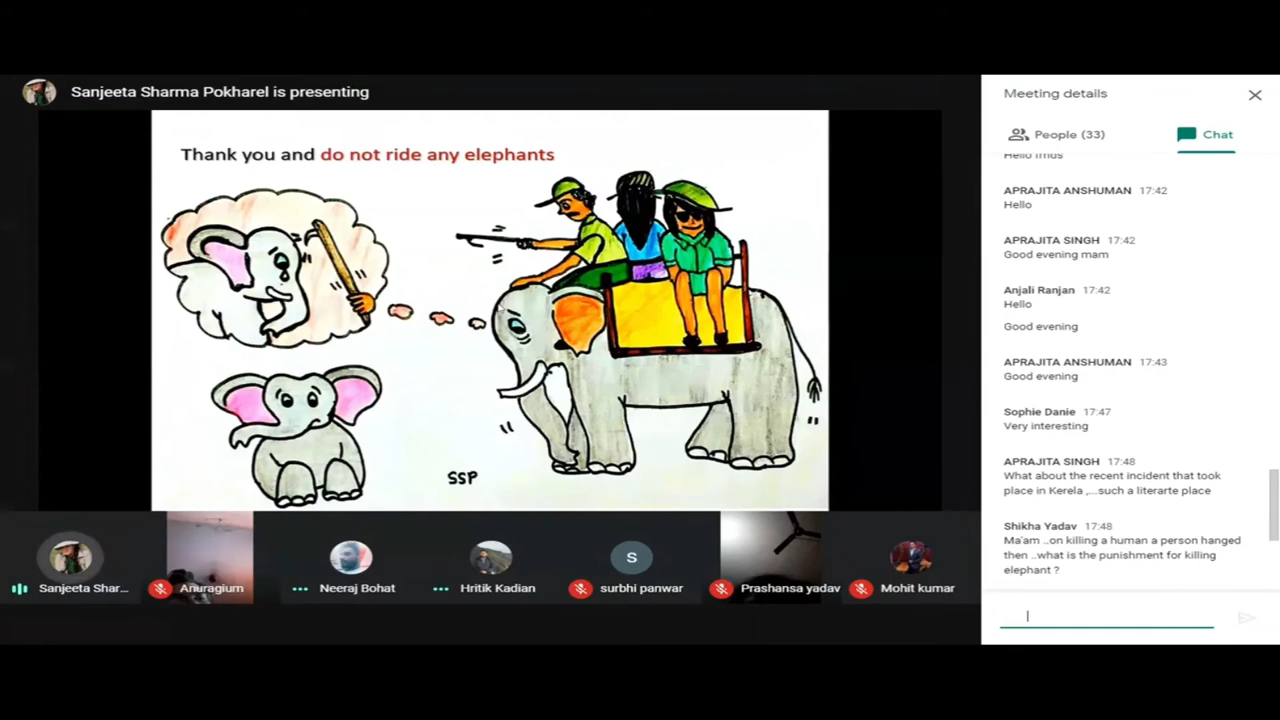 Sanjeeta Sharma Pokharel is presenting
Thank you and do not ride any elephants
SSP
Sanjeeta Shar...
Anuragium
Neeraj Bohat
Hritik Kadian
S
surbhi panwar
Prashansa yadav
Mohit kumar
Meeting details
People (33)
Chat
Hello
APRAJITA ANSHUMAN 17:42
Hello
APRAJITA SINGH 17:42
Good evening mam
Anjali Ranjan 17:42
Hello
Good evening
APRAJITA ANSHUMAN 17:43
Good evening
Sophie Danie 17:47
Very interesting
APRAJITA SINGH 17:48
What about the recent incident that took
place in Kerela ,...such a literarte place
Shikha Yadav 17:48
Ma'am ..on killing a human a person hanged
then ..what is the punishment for killing
elephant ?